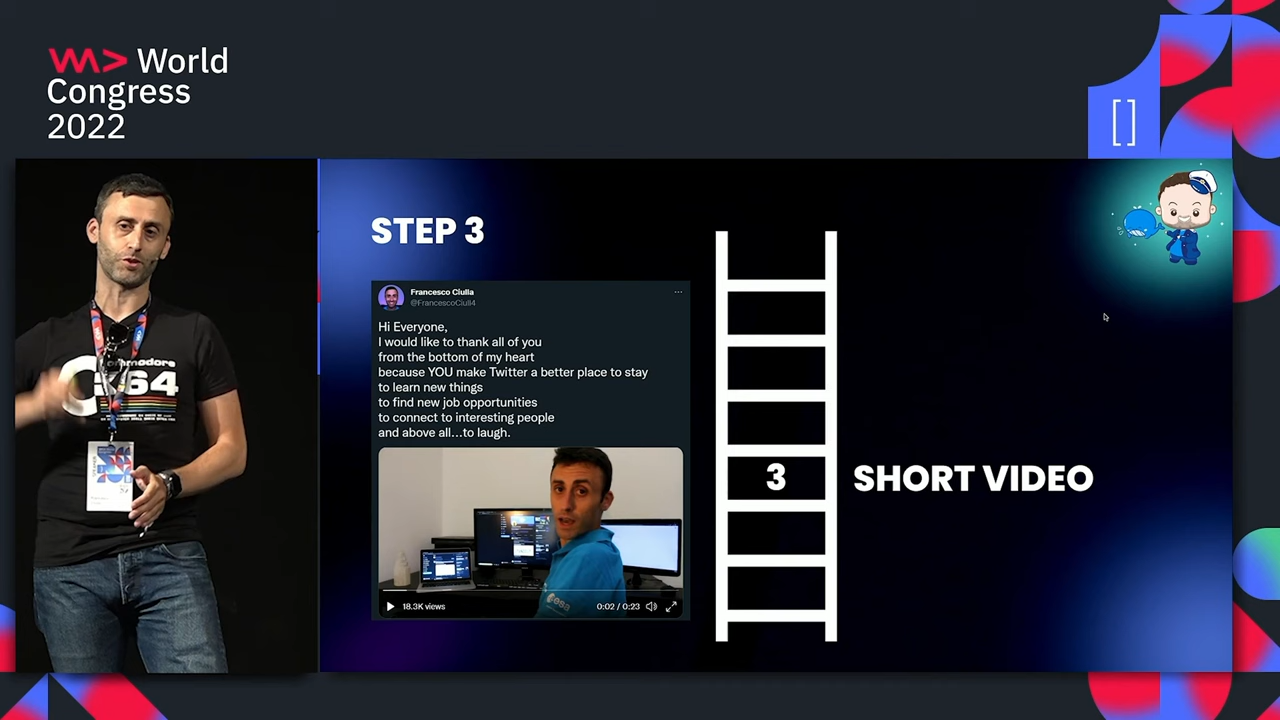 World
Congress
2022
[ ]
STEP 3
Francesco Ciulla
@FrancescoCiull4
Hi Everyone,
I would like to thank all of you
from the bottom of my heart
because YOU make Twitter a better place to stay
to learn new things
to find new job opportunities
to connect to interesting people
and above all...to laugh.
esa
18.3K views
0:02 / 0:23
3
SHORT VIDEO
commodore
64